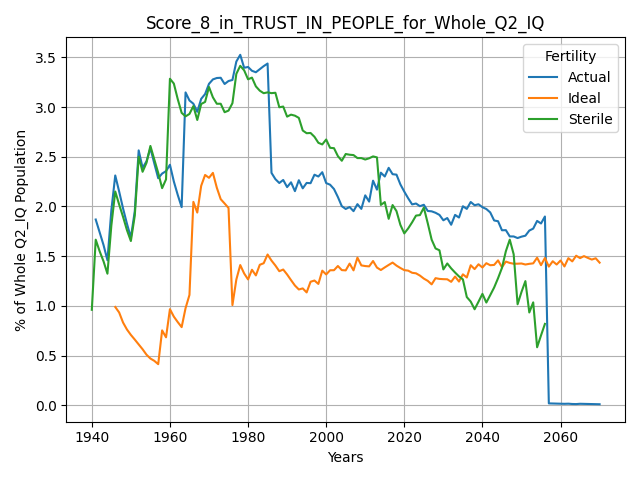 Score_8_in_TRUST_IN_PEOPLE_for_Whole_Q2_IQ
Fertility
Actual
Ideal
Sterile
% of Whole Q2_IQ Population
3.5
3.0
2.5
2.0
1.5
1.0
0.5
0.0
1940
1960
1980
2000
2020
2040
2060
Years